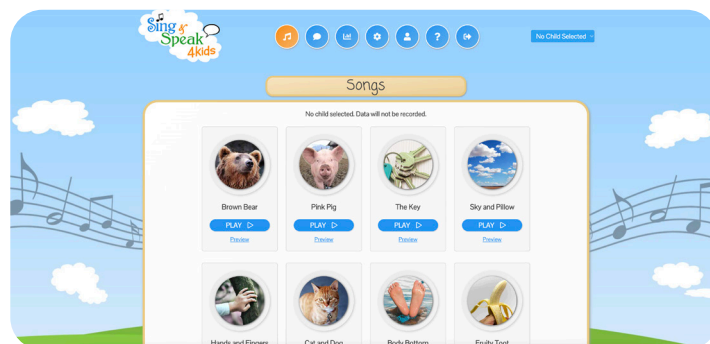 Sing &
Speak
4kids
?
No Child Selected
Songs
No child selected. Data will not be recorded.
Brown Bear
Pink Pig
The Key
Sky and Pillow
PLAY
PLAY
PLAY
PLAY
Preview
Preview
Preview
Preview
Hands and Fingers
Cat and Dog
Body Bottom
Fruity Toot